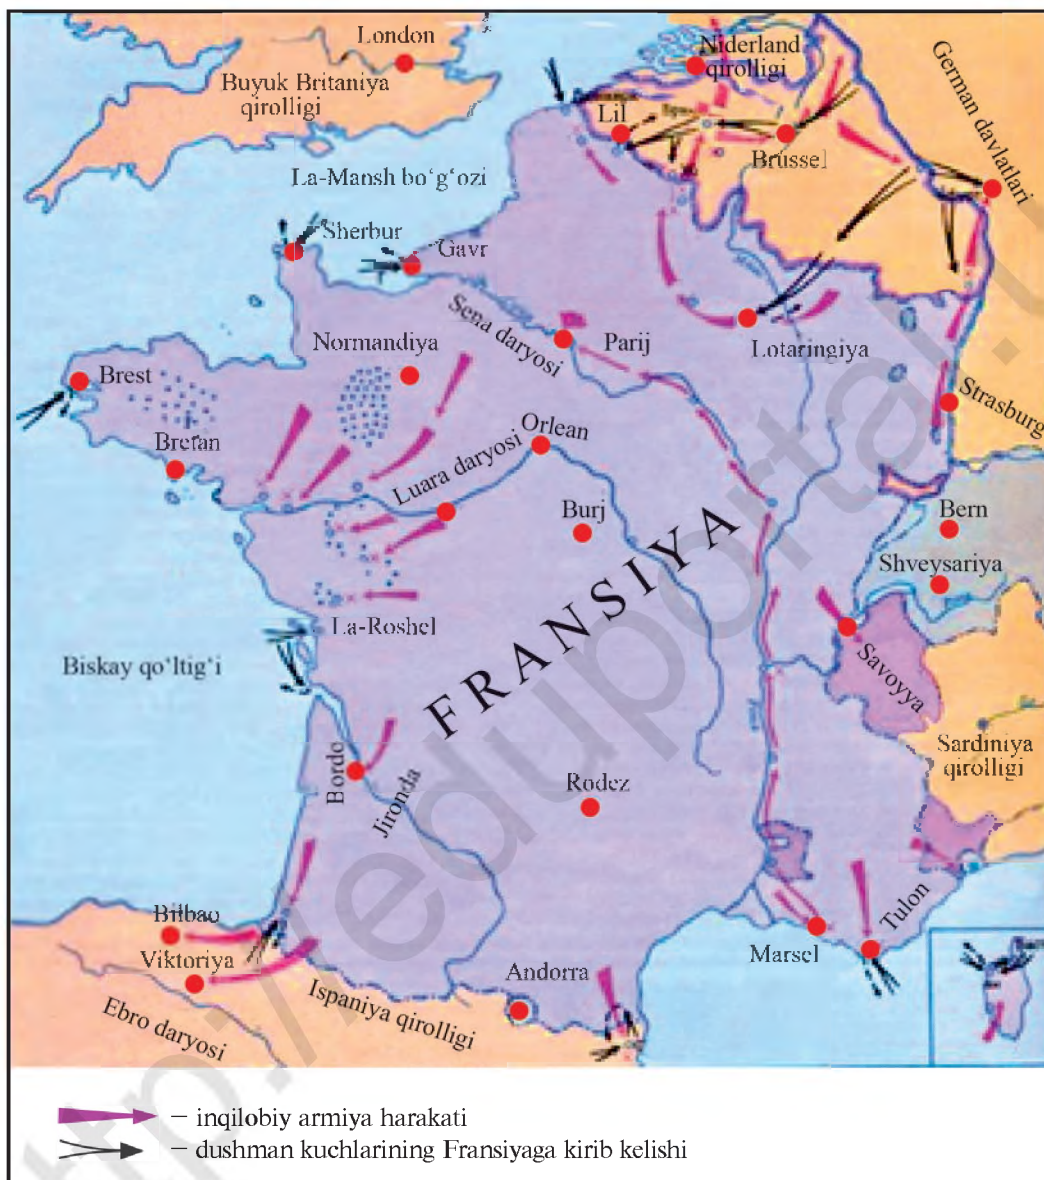 London
Buyuk Britaniya
qirolligi
Niderland
qirolligi
German davlatlari
Lil
Brussel
La-Mansh bo‘g‘ozi
Sherbur
Gavr
Sena daryosi
Normandiya
Parij
Lotaringiya
Brest
Strasburg
Bretan
Orlean
Luara daryosi
Burj
Bern
Shveysariya
FRANSIYA
La-Roshel
Biskay qo‘ltig‘i
Savoyya
Sardiniya
qirolligi
Bordo
Jironda
Rodez
Bilbao
Viktoriya
Marsel
Tulon
Andorra
Ispaniya qirolligi
Ebro daryosi
– inqilobiy armiya harakati
– dushman kuchlarining Fransiyaga kirib kelishi